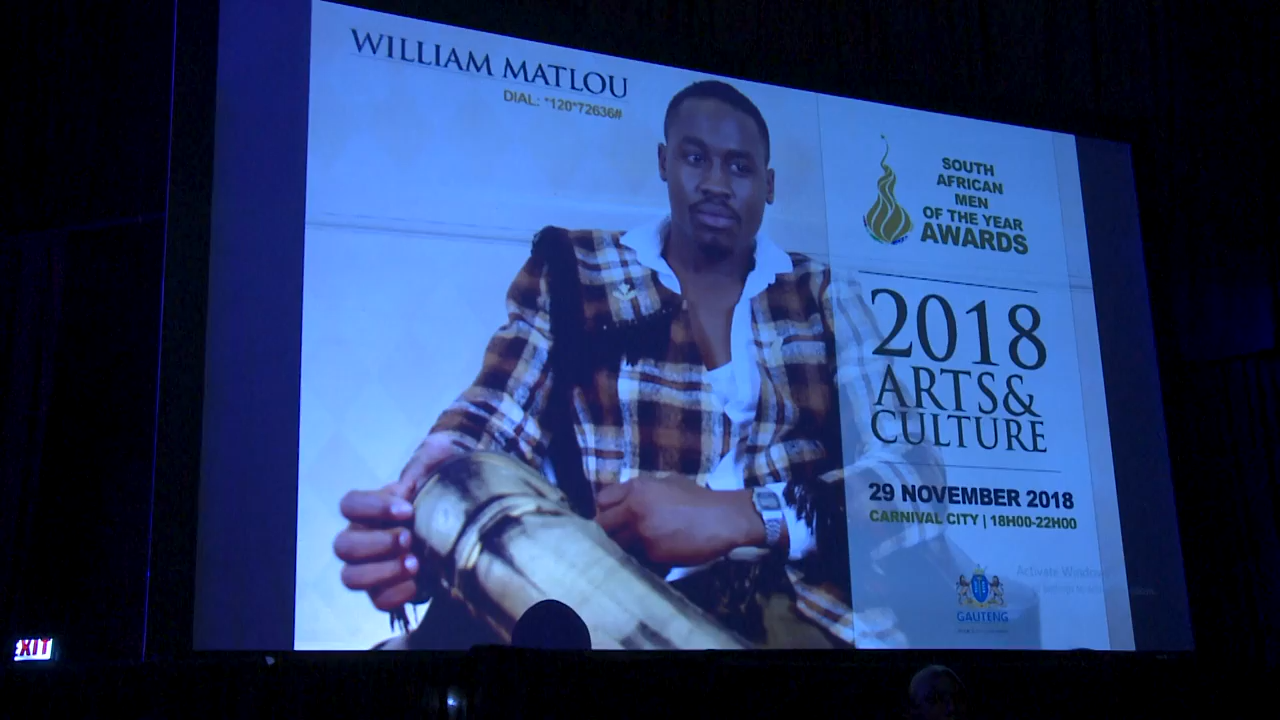 WILLIAM MATLOU
DIAL: *120*72636#
SOUTH
AFRICAN
MEN
OF THE YEAR
AWARDS
2018
ARTS&
CULTURE
29 NOVEMBER 2018
CARNIVAL CITY | 18H00-22H00
Activate Windows
GAUTENG
EXIT